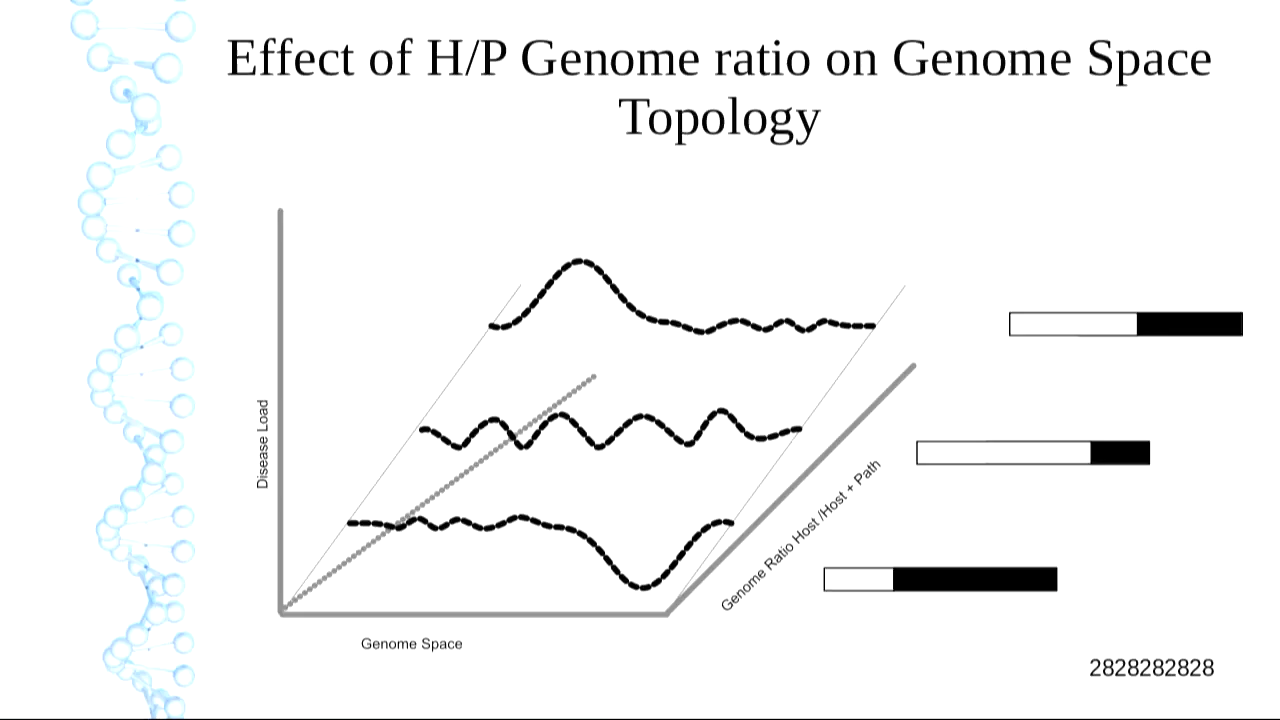 Effect of H/P Genome ratio on Genome Space
Topology
Disease Load
Genome Ratio Host /Host + Path
Genome Space
2828282828